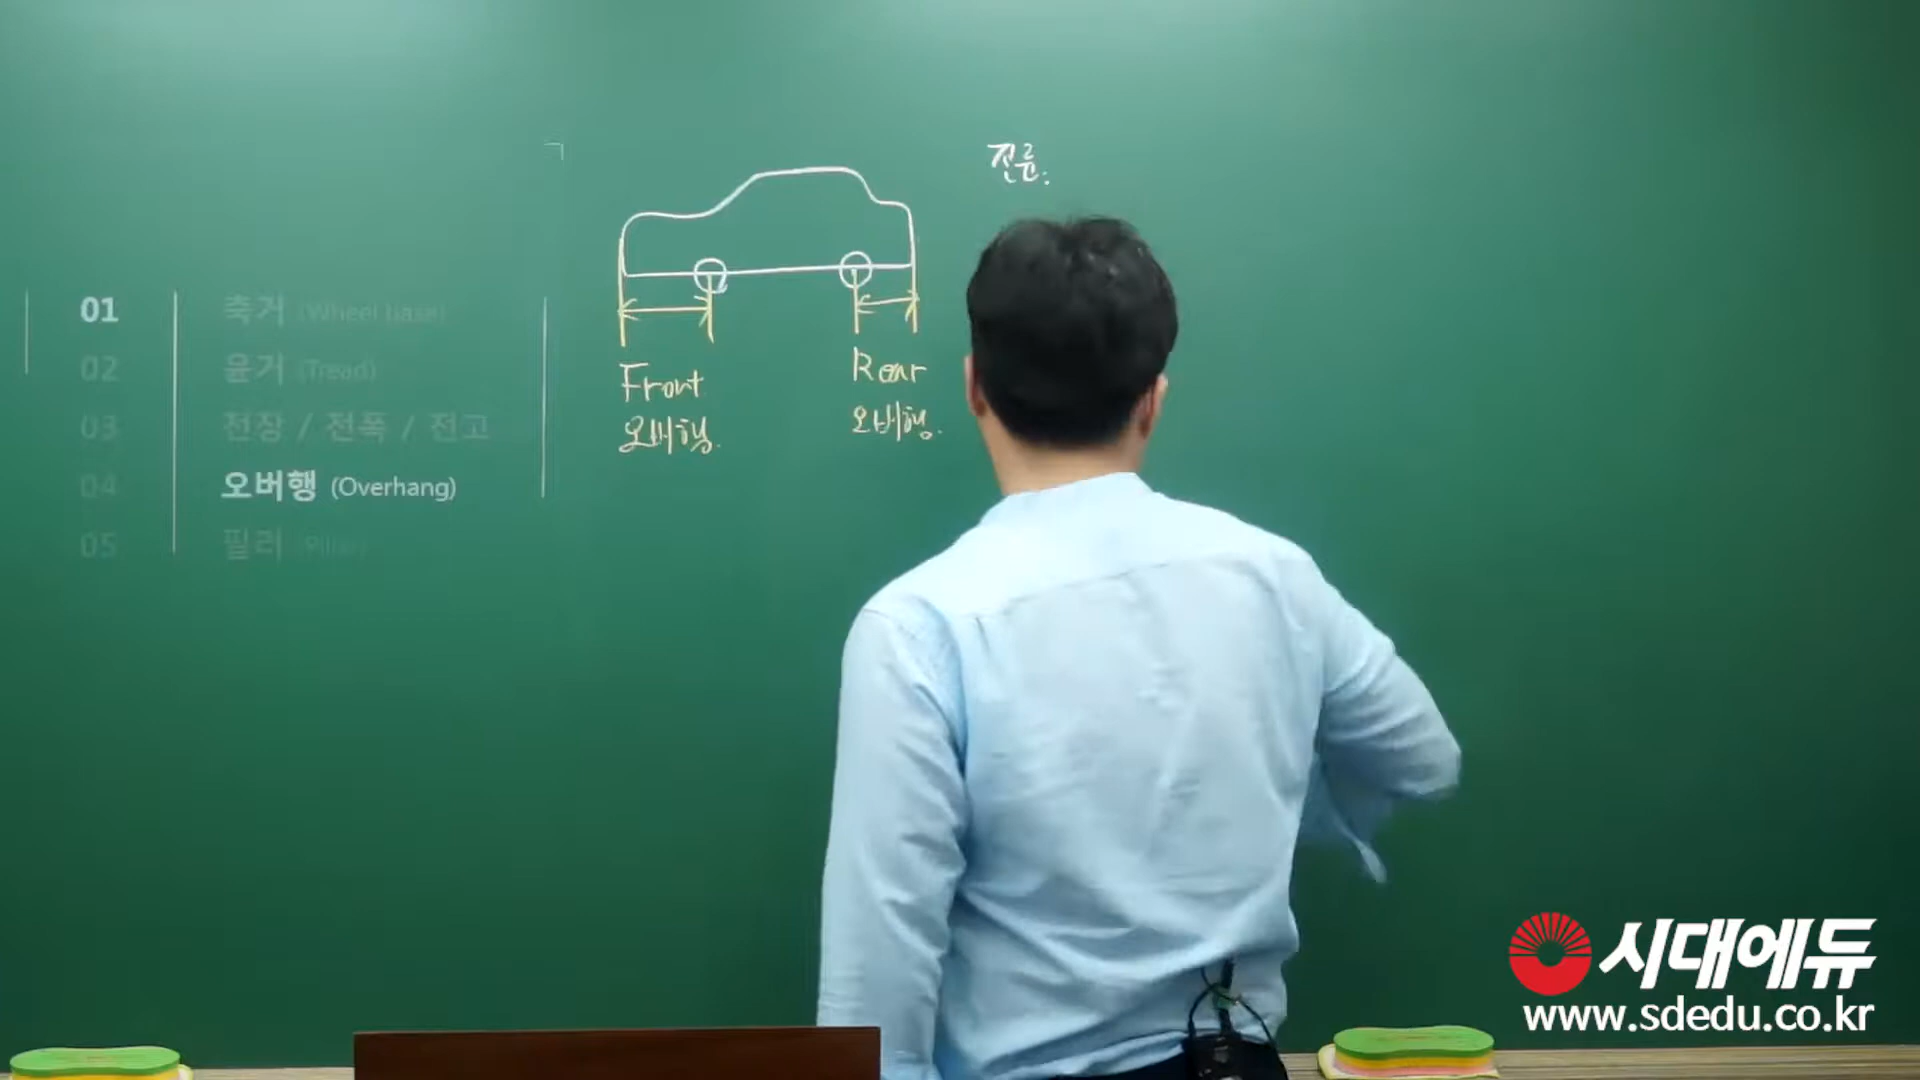 01 축거 (Wheel base)
02 윤거 (Tread)
03 전장 / 전폭 / 전고
04 오버행 (Overhang)
05 필러 (Pillar)
Front
오버행.
Rear
오버행.
전륜:
시대에듀
www.sdedu.co.kr